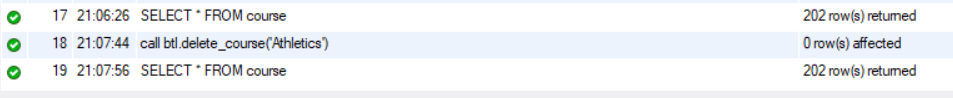 17 21:06:26 SELECT * FROM course 202 row(s) returned
18 21:07:44 call btl.delete_course('Athletics') 0 row(s) affected
19 21:07:56 SELECT * FROM course 202 row(s) returned